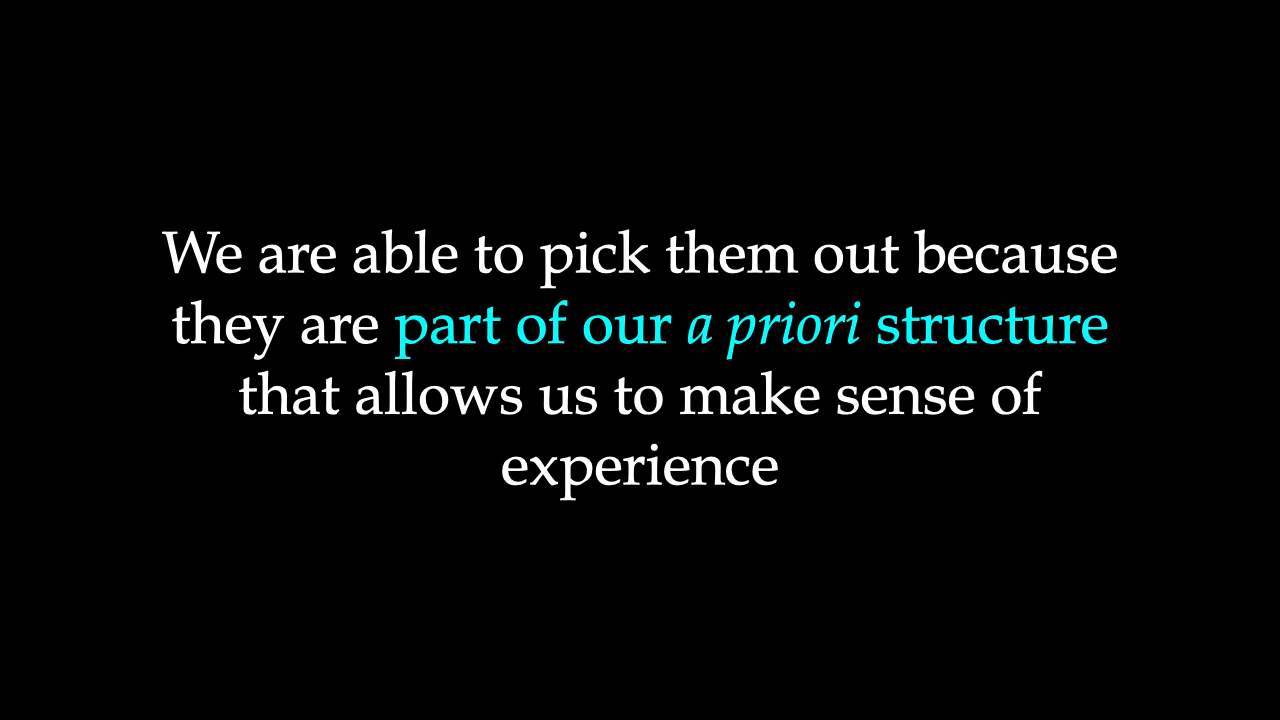 We are able to pick them out because
they are part of our a priori structure
that allows us to make sense of
experience